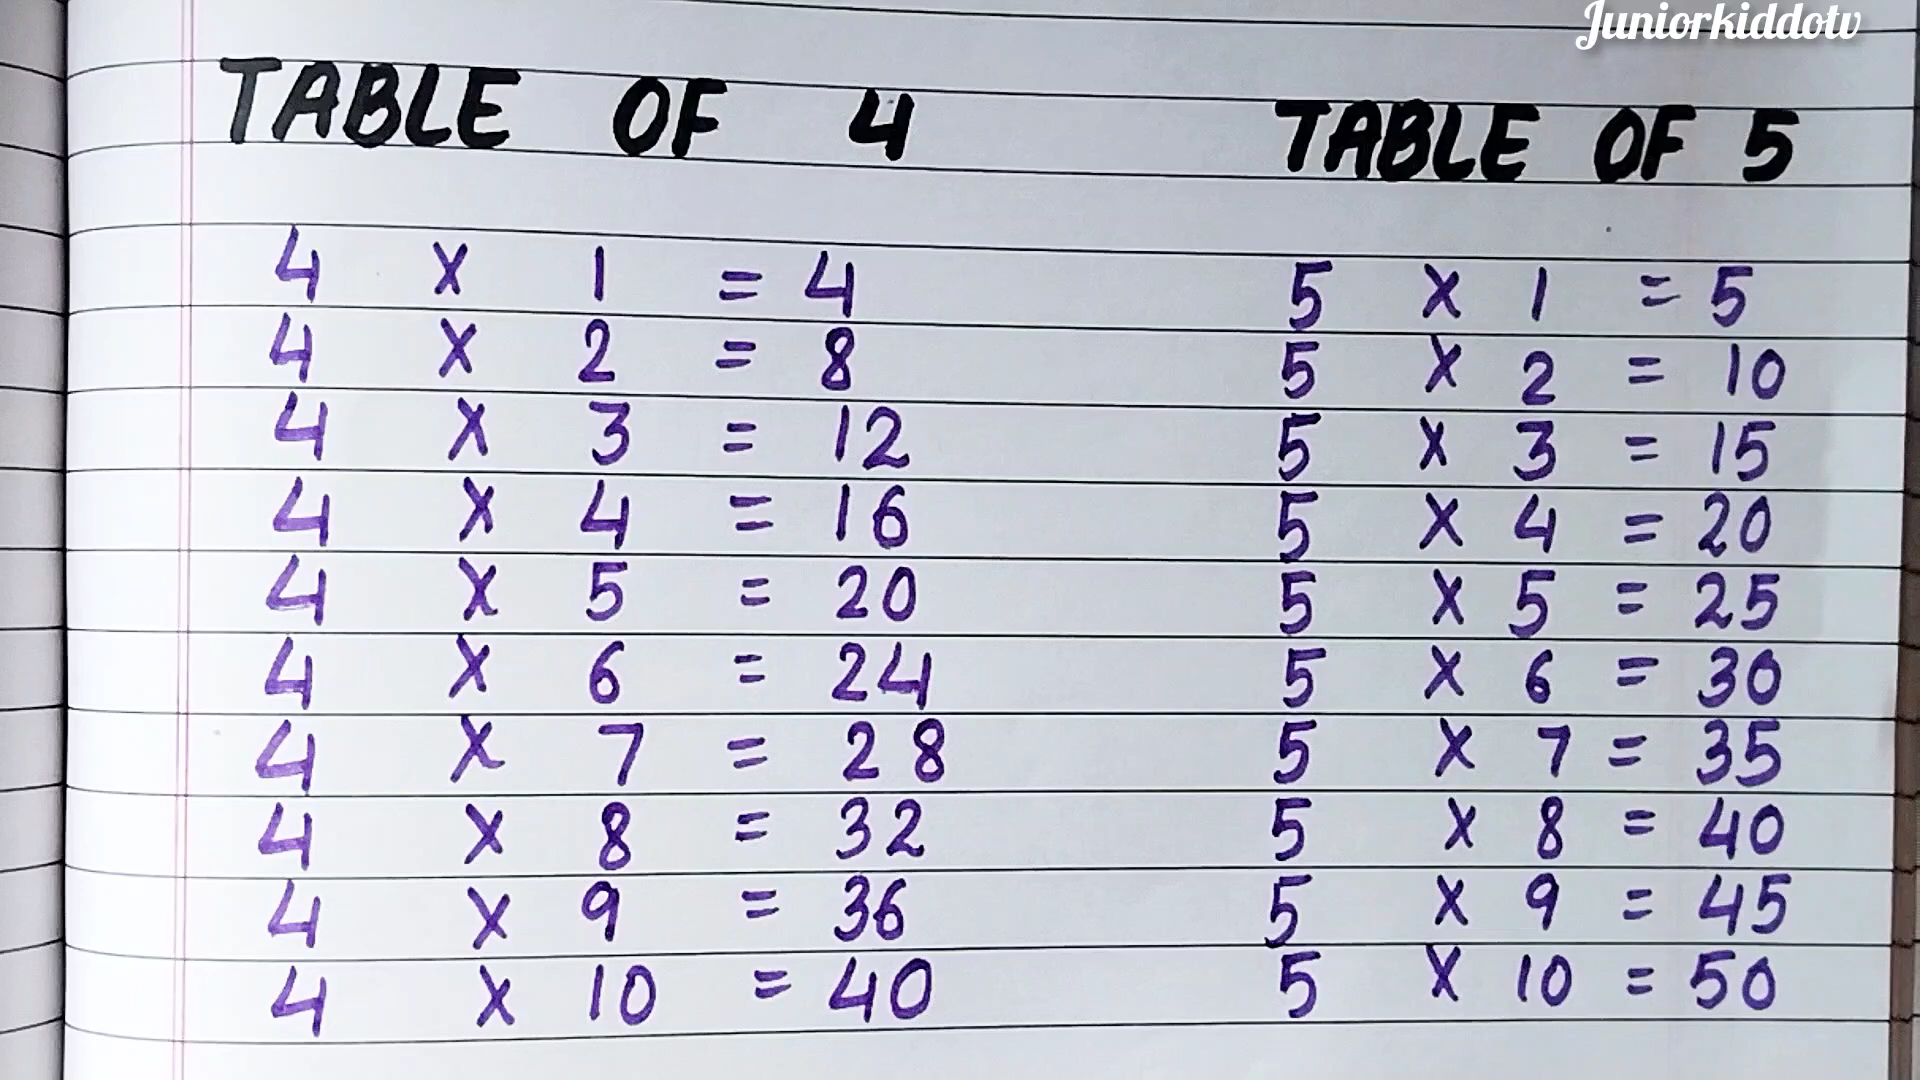 Juniorkiddotv
TABLE OF 4
4 X 1 = 4
4 X 2 = 8
4 X 3 = 12
4 X 4 = 16
4 X 5 = 20
4 X 6 = 24
4 X 7 = 28
4 X 8 = 32
4 X 9 = 36
4 X 10 = 40
TABLE OF 5
5 X 1 = 5
5 X 2 = 10
5 X 3 = 15
5 X 4 = 20
5 X 5 = 25
5 X 6 = 30
5 X 7 = 35
5 X 8 = 40
5 X 9 = 45
5 X 10 = 50